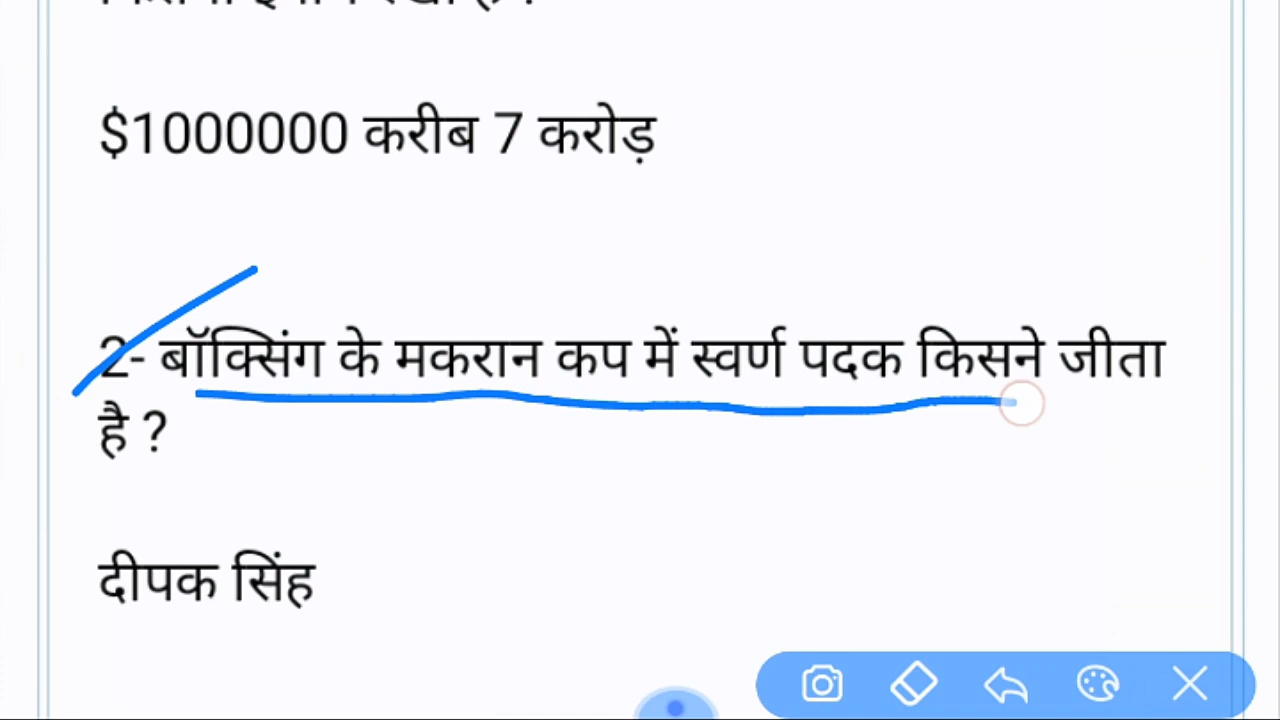 $1000000 करीब 7 करोड़
2- बॉक्सिंग के मकरान कप में स्वर्ण पदक किसने जीता
है ?
दीपक सिंह